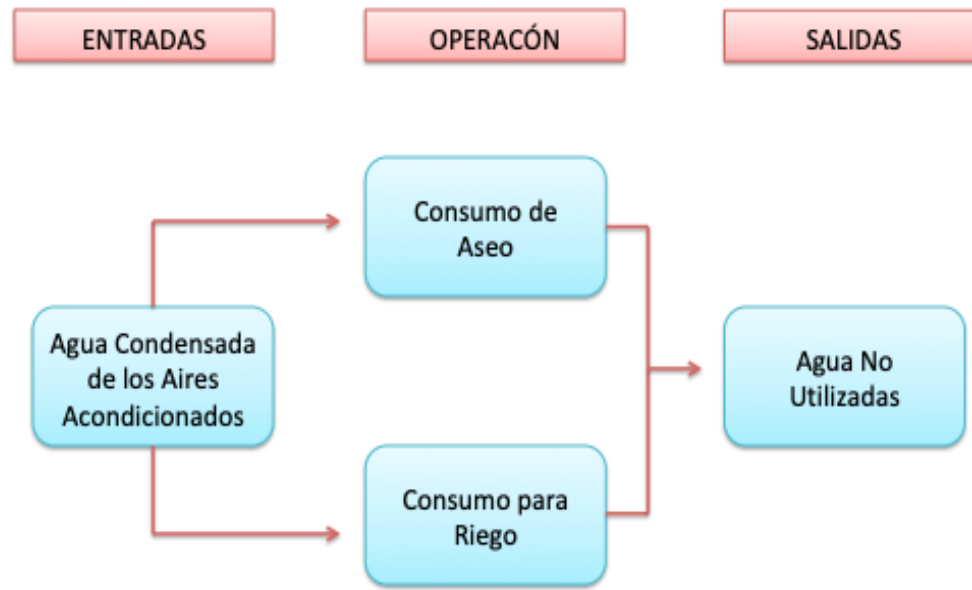 ENTRADAS
OPERACÓN
SALIDAS
Consumo de
Aseo
Agua Condensada
de los Aires
Acondicionados
Agua No
Utilizadas
Consumo para
Riego